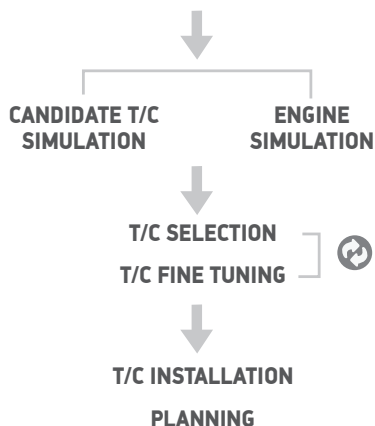 CANDIDATE T/C
SIMULATION
ENGINE
SIMULATION
T/C SELECTION
T/C FINE TUNING
T/C INSTALLATION
PLANNING